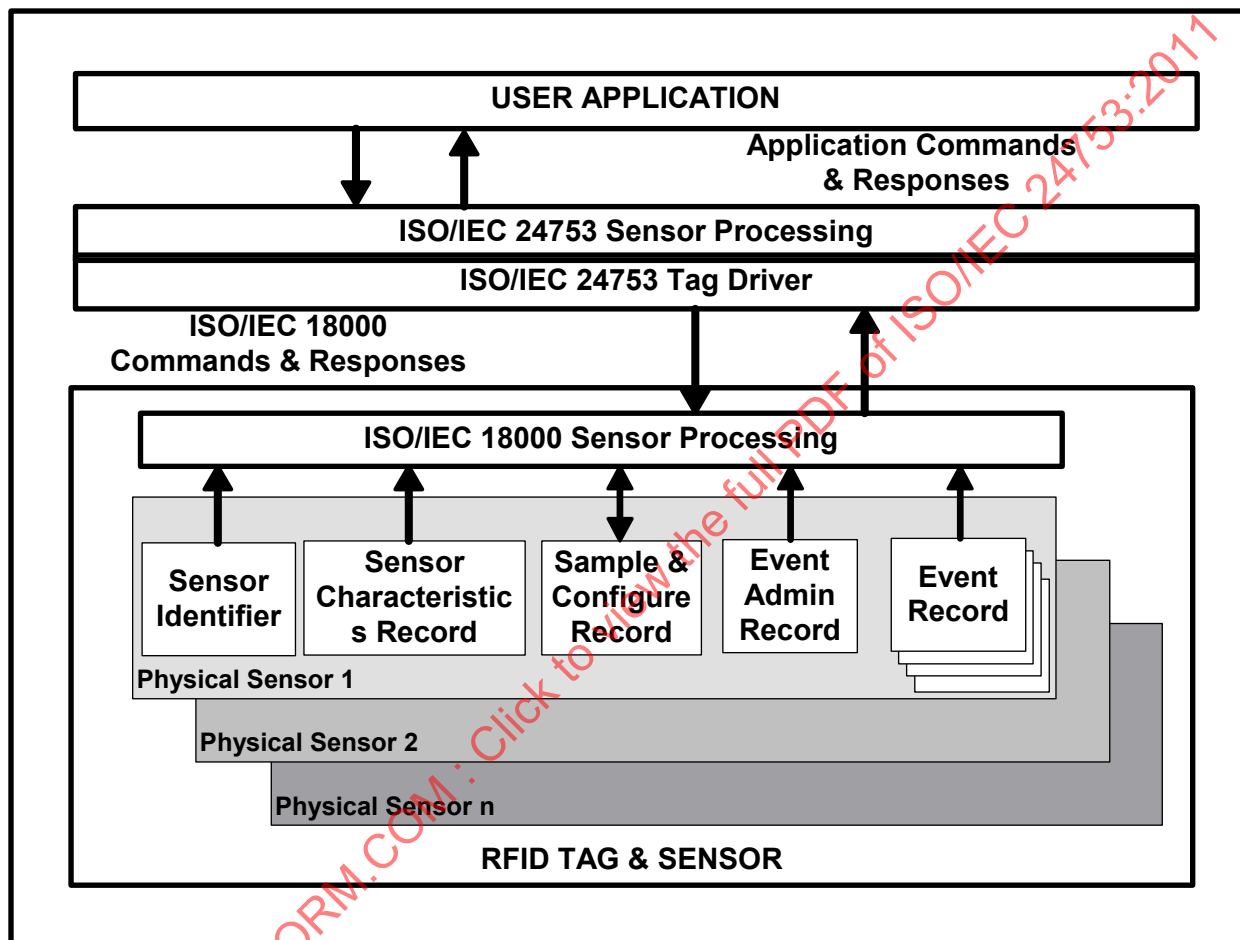 USER APPLICATION
Application Commands
& Responses
ISO/IEC 24753 Sensor Processing
ISO/IEC 24753 Tag Driver
ISO/IEC 18000
Commands & Responses
ISO/IEC 18000 Sensor Processing
Sensor
Identifier
Sensor
Characteristic
s Record
Sample &
Configure
Record
Event
Admin
Record
Event
Record
Physical Sensor 1
Physical Sensor 2
Physical Sensor n
RFID TAG & SENSOR
ORM.COM : Click to view the full PDF of ISO/IEC 24753:2011